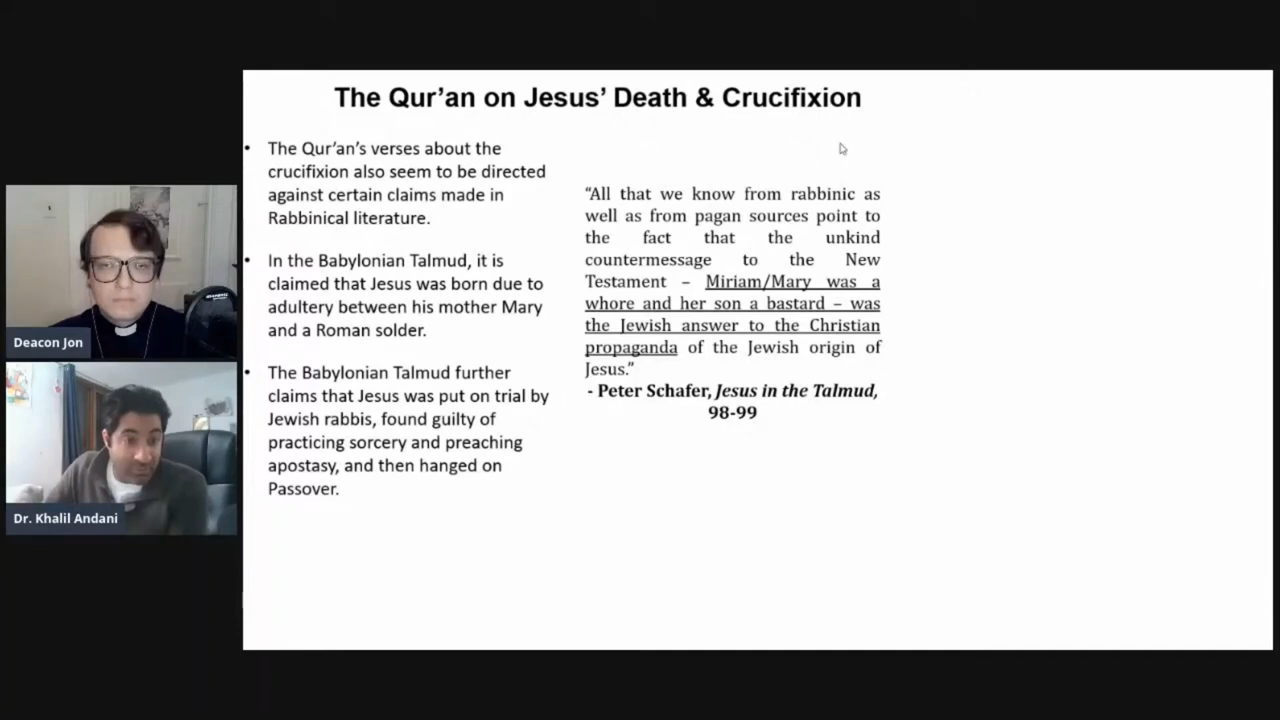 The Qur’an on Jesus’ Death & Crucifixion
• The Qur’an’s verses about the
crucifixion also seem to be directed
against certain claims made in
Rabbinical literature.
• In the Babylonian Talmud, it is
claimed that Jesus was born due to
adultery between his mother Mary
and a Roman solder.
• The Babylonian Talmud further
claims that Jesus was put on trial by
Jewish rabbis, found guilty of
practicing sorcery and preaching
apostasy, and then hanged on
Passover.
“All that we know from rabbinic as
well as from pagan sources point to
the fact that the unkind
countermessage to the New
Testament – Miriam/Mary was a
whore and her son a bastard – was
the Jewish answer to the Christian
propaganda of the Jewish origin of
Jesus.”
- Peter Schafer, Jesus in the Talmud,
98-99
Deacon Jon
Dr. Khalil Andani